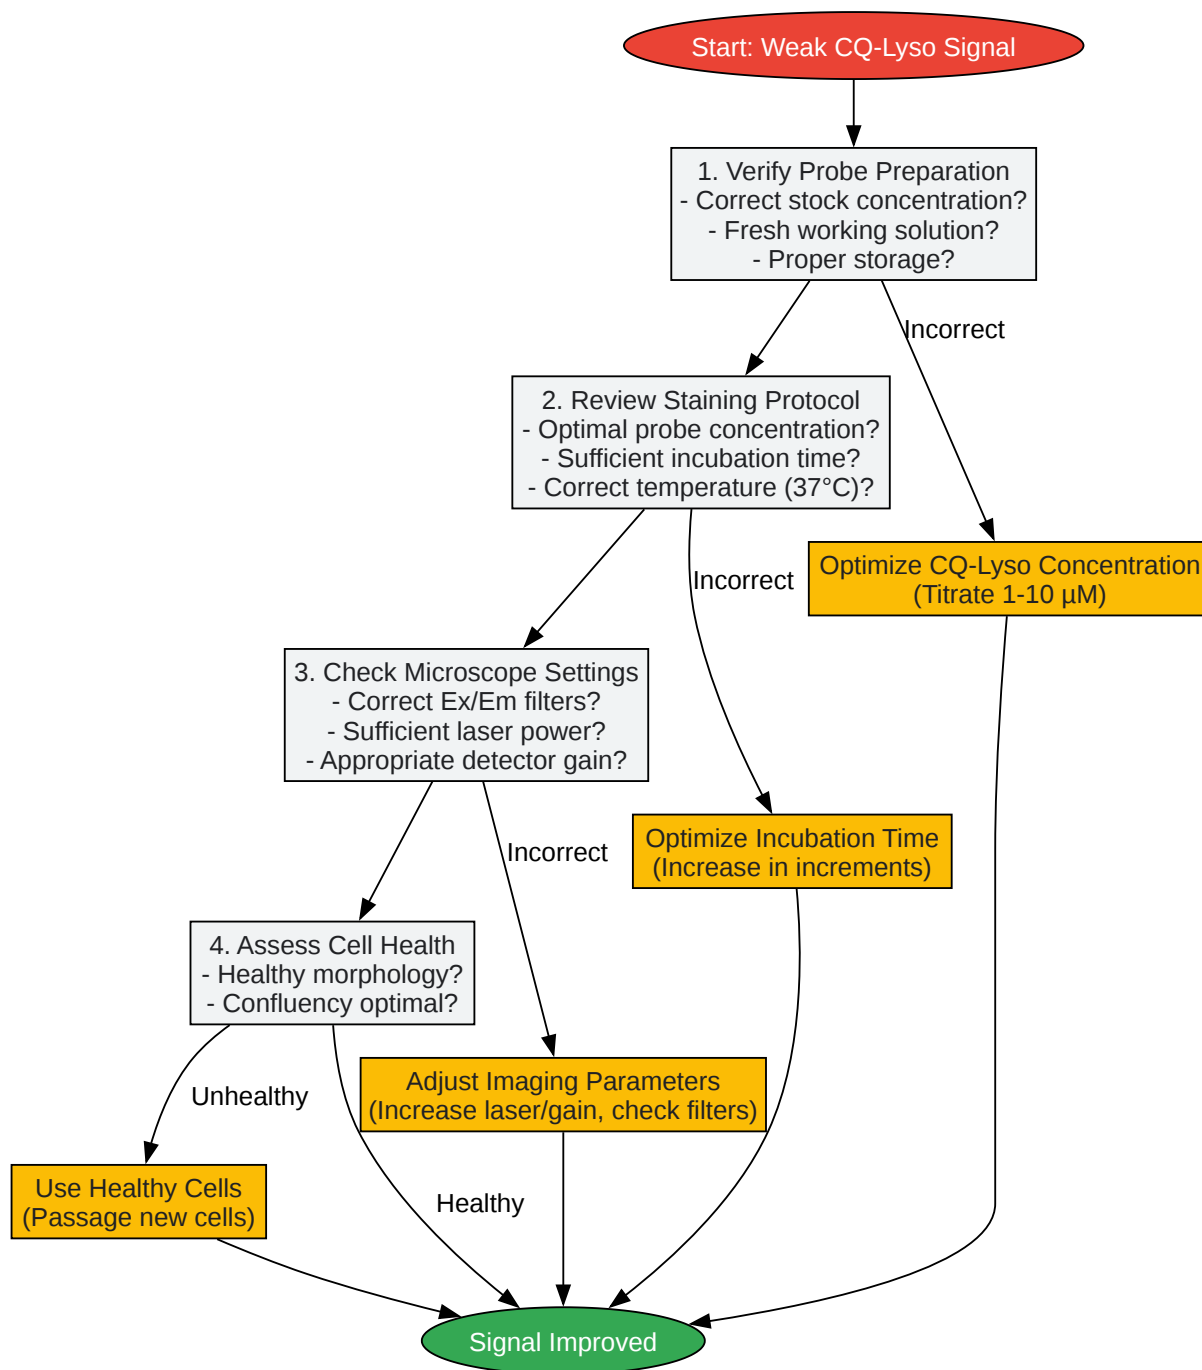 Start: Weak CQ-Lyso Signal
1. Verify Probe Preparation
- Correct stock concentration?
- Fresh working solution?
- Proper storage?
Incorrect
2. Review Staining Protocol
- Optimal probe concentration?
- Sufficient incubation time?
- Correct temperature (37°C)?
Incorrect
Optimize CQ-Lyso Concentration
(Titrate 1-10 µM)
3. Check Microscope Settings
- Correct Ex/Em filters?
- Sufficient laser power?
- Appropriate detector gain?
Incorrect
Optimize Incubation Time
(Increase in increments)
4. Assess Cell Health
- Healthy morphology?
- Confluency optimal?
Unhealthy
Adjust Imaging Parameters
(Increase laser/gain, check filters)
Use Healthy Cells
(Passage new cells)
Healthy
Signal Improved